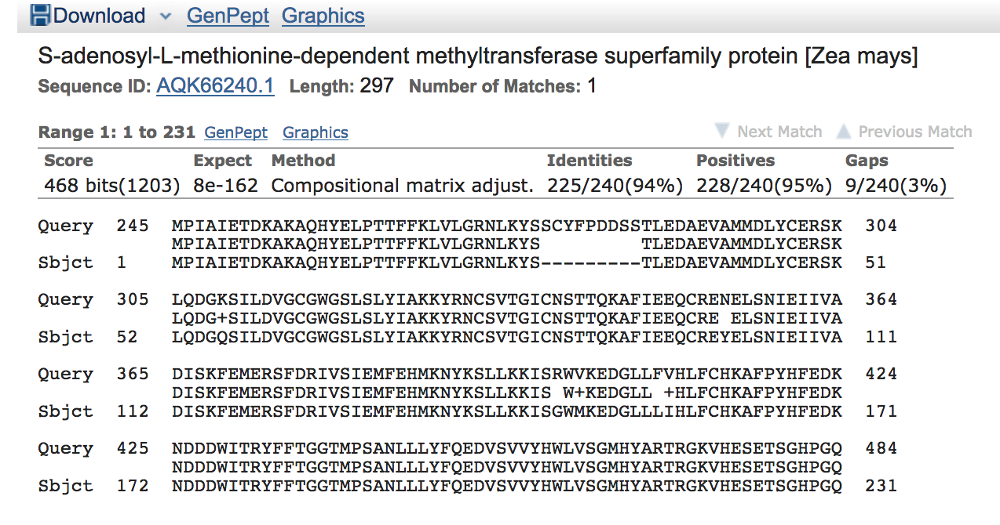 Download GenPept Graphics
S-adenosyl-L-methionine-dependent methyltransferase superfamily protein [Zea mays]
Sequence ID: AQK66240.1 Length: 297 Number of Matches: 1
Range 1: 1 to 231 GenPept Graphics Next Match Previous Match
Score Expect Method Identities Positives Gaps
468 bits(1203) 8e-162 Compositional matrix adjust. 225/240(94%) 228/240(95%) 9/240(3%)
Query 245 MPIAIETDKAKAQHYELPTTFFKLVLGRNLKYSSCYFPDDSSTLEDAEVAMMDLYCERSK 304
MPIAIETDKAKAQHYELPTTFFKLVLGRNLKYS         TLEDAEVAMMDLYCERSK
Sbjct 1 MPIAIETDKAKAQHYELPTTFFKLVLGRNLKYS---------TLEDAEVAMMDLYCERSK 51
Query 305 LQDGKSILDVGCGWGSLSLYIAKKYRNCSVTGICNSTTQKAFIEEQCRENELSNIEIIVA 364
LQDG+SILDVGCGWGSLSLYIAKKYRNCSVTGICNSTTQKAFIEEQCRE ELSNIEIIVA
Sbjct 52 LQDGQSILDVGCGWGSLSLYIAKKYRNCSVTGICNSTTQKAFIEEQCREYELSNIEIIVA 111
Query 365 DISKFEMERSFDRIVSIEMFEHMKNYKSLLKKISRWVKEDGLLFVHLFCHKAFPYHFEDK 424
DISKFEMERSFDRIVSIEMFEHMKNYKSLLKKIS W+KEDGLL +HLFCHKAFPYHFEDK
Sbjct 112 DISKFEMERSFDRIVSIEMFEHMKNYKSLLKKISGWMKEDGLLLIHLFCHKAFPYHFEDK 171
Query 425 NDDDWITRYFFTGGTMPSANLLLYFQEDVSVVYHWLVSGMHYARTRGKVHESETSGHPGQ 484
NDDDWITRYFFTGGTMPSANLLLYFQEDVSVVYHWLVSGMHYARTRGKVHESETSGHPGQ
Sbjct 172 NDDDWITRYFFTGGTMPSANLLLYFQEDVSVVYHWLVSGMHYARTRGKVHESETSGHPGQ 231